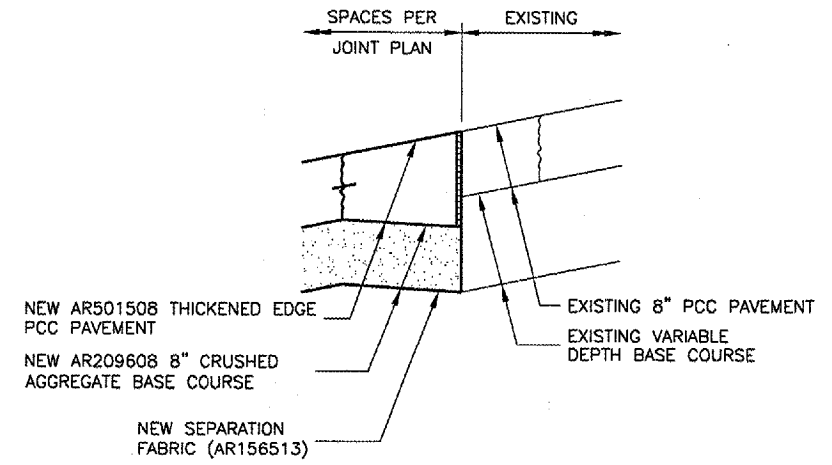 SPACES PER
JOINT PLAN
EXISTING
NEW AR501508 THICKENED EDGE
PCC PAVEMENT
NEW AR209608 8" CRUSHED
AGGREGATE BASE COURSE
NEW SEPARATION
FABRIC (AR156513)
EXISTING 8" PCC PAVEMENT
EXISTING VARIABLE
DEPTH BASE COURSE